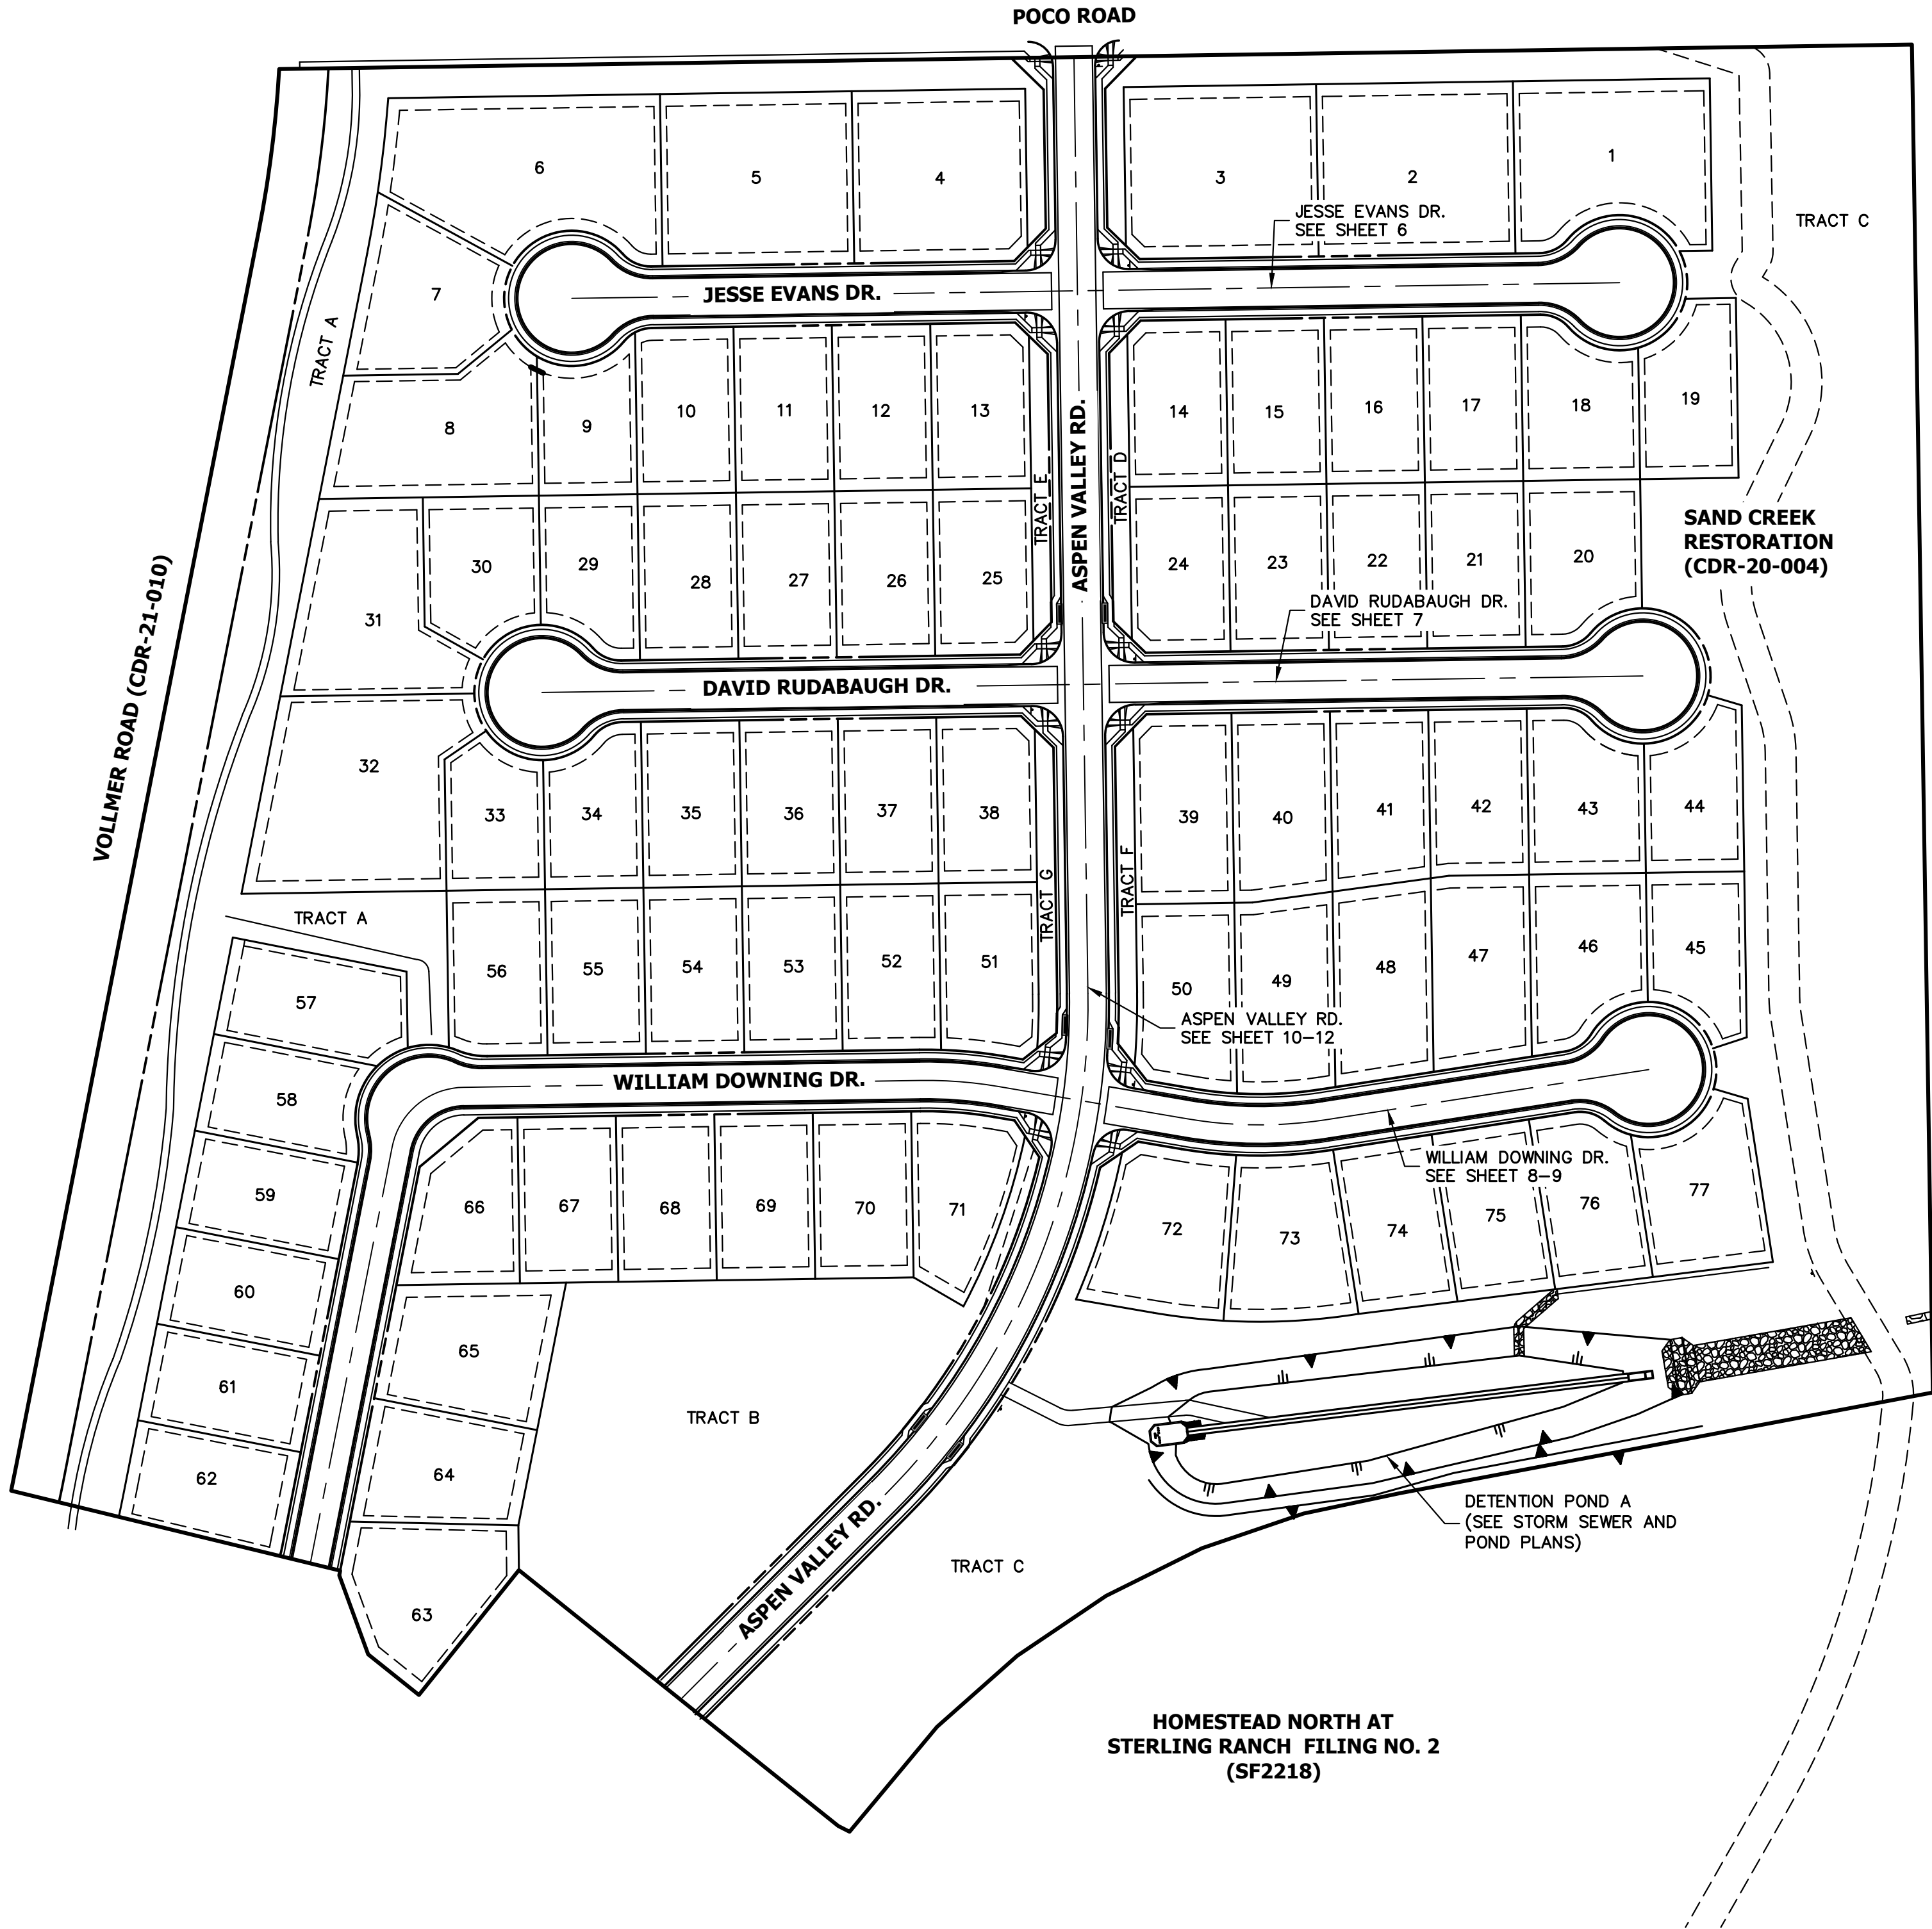 POCO ROAD
6
5
4
3
2
1
TRACT C
JESSE EVANS DR.
SEE SHEET 6
7
JESSE EVANS DR.
TRACT A
8
9
10
11
12
13
14
15
16
17
18
19
TRACT E
ASPEN VALLEY RD.
TRACT D
SAND CREEK
RESTORATION
(CDR-20-004)
VOLLMER ROAD (CDR-21-010)
31
30
29
28
27
26
25
24
23
22
21
20
DAVID RUDABAUGH DR.
SEE SHEET 7
DAVID RUDABAUGH DR.
32
33
34
35
36
37
38
39
40
41
42
43
44
TRACT G
TRACT F
TRACT A
56
55
54
53
52
51
50
49
48
47
46
45
57
ASPEN VALLEY RD.
SEE SHEET 10-12
WILLIAM DOWNING DR.
58
WILLIAM DOWNING DR.
SEE SHEET 8-9
59
66
67
68
69
70
71
72
73
74
75
76
77
60
65
61
TRACT B
64
62
DETENTION POND A
(SEE STORM SEWER AND
POND PLANS)
ASPEN VALLEY RD.
TRACT C
63
HOMESTEAD NORTH AT
STERLING RANCH FILING NO. 2
(SF2218)